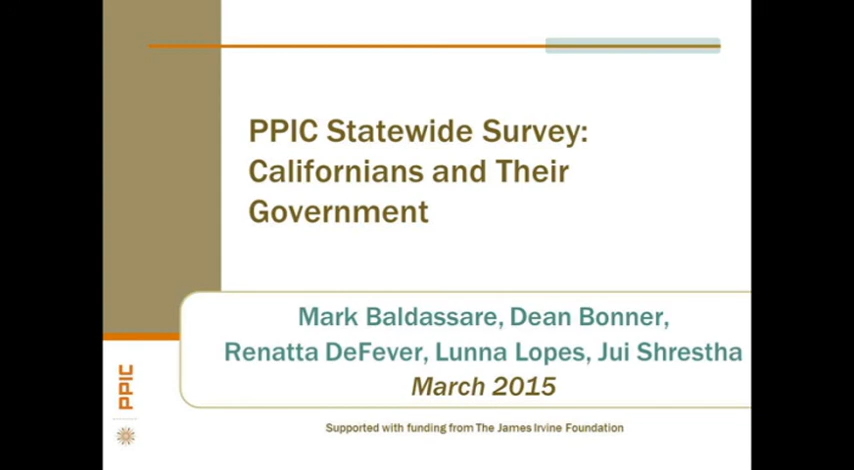 PPIC Statewide Survey:
Californians and Their
Government
Mark Baldassare, Dean Bonner,
Renatta DeFever, Lunna Lopes, Jui Shrestha
March 2015
PPIC
Supported with funding from The James Irvine Foundation